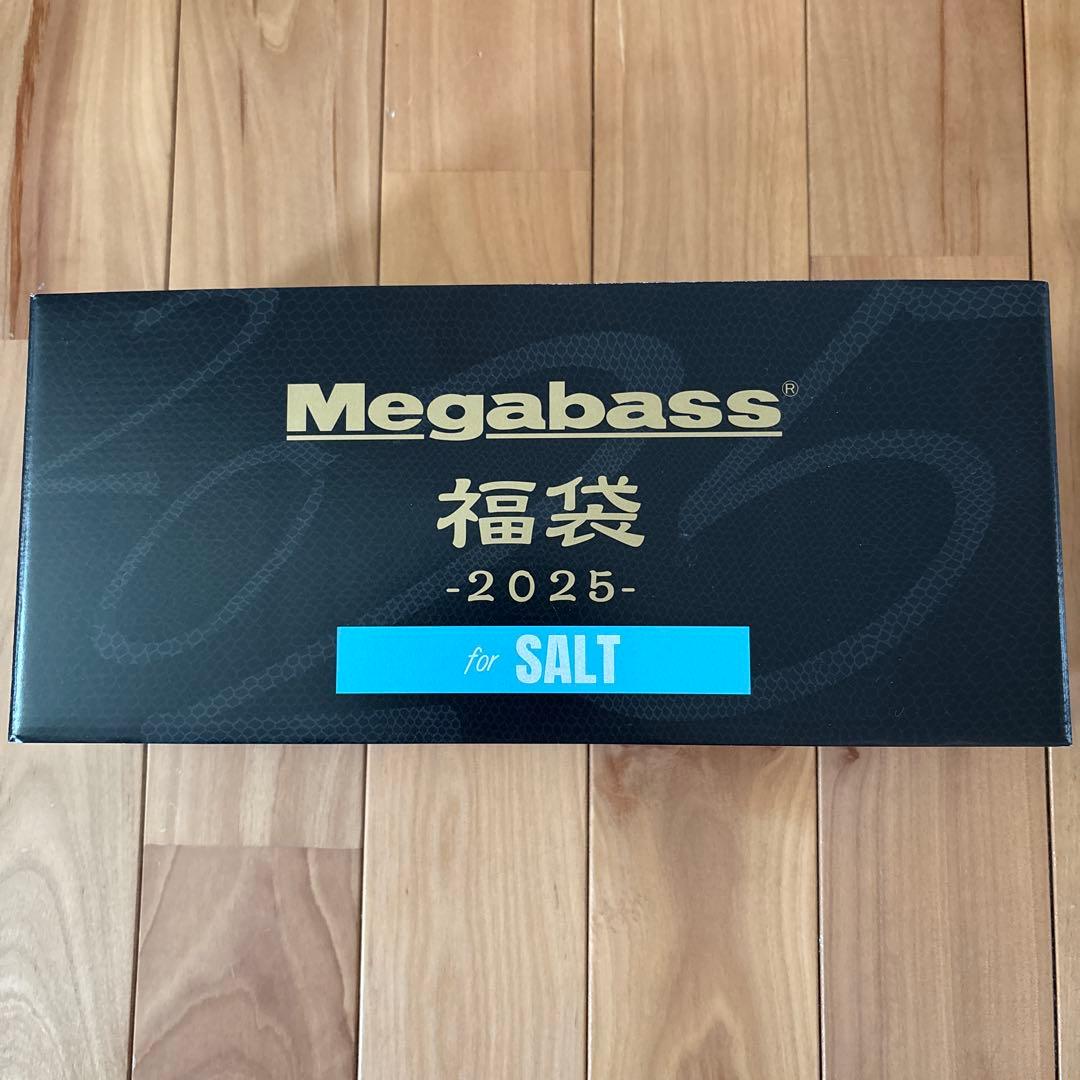 Megabass®
福袋
-2025-
for SALT